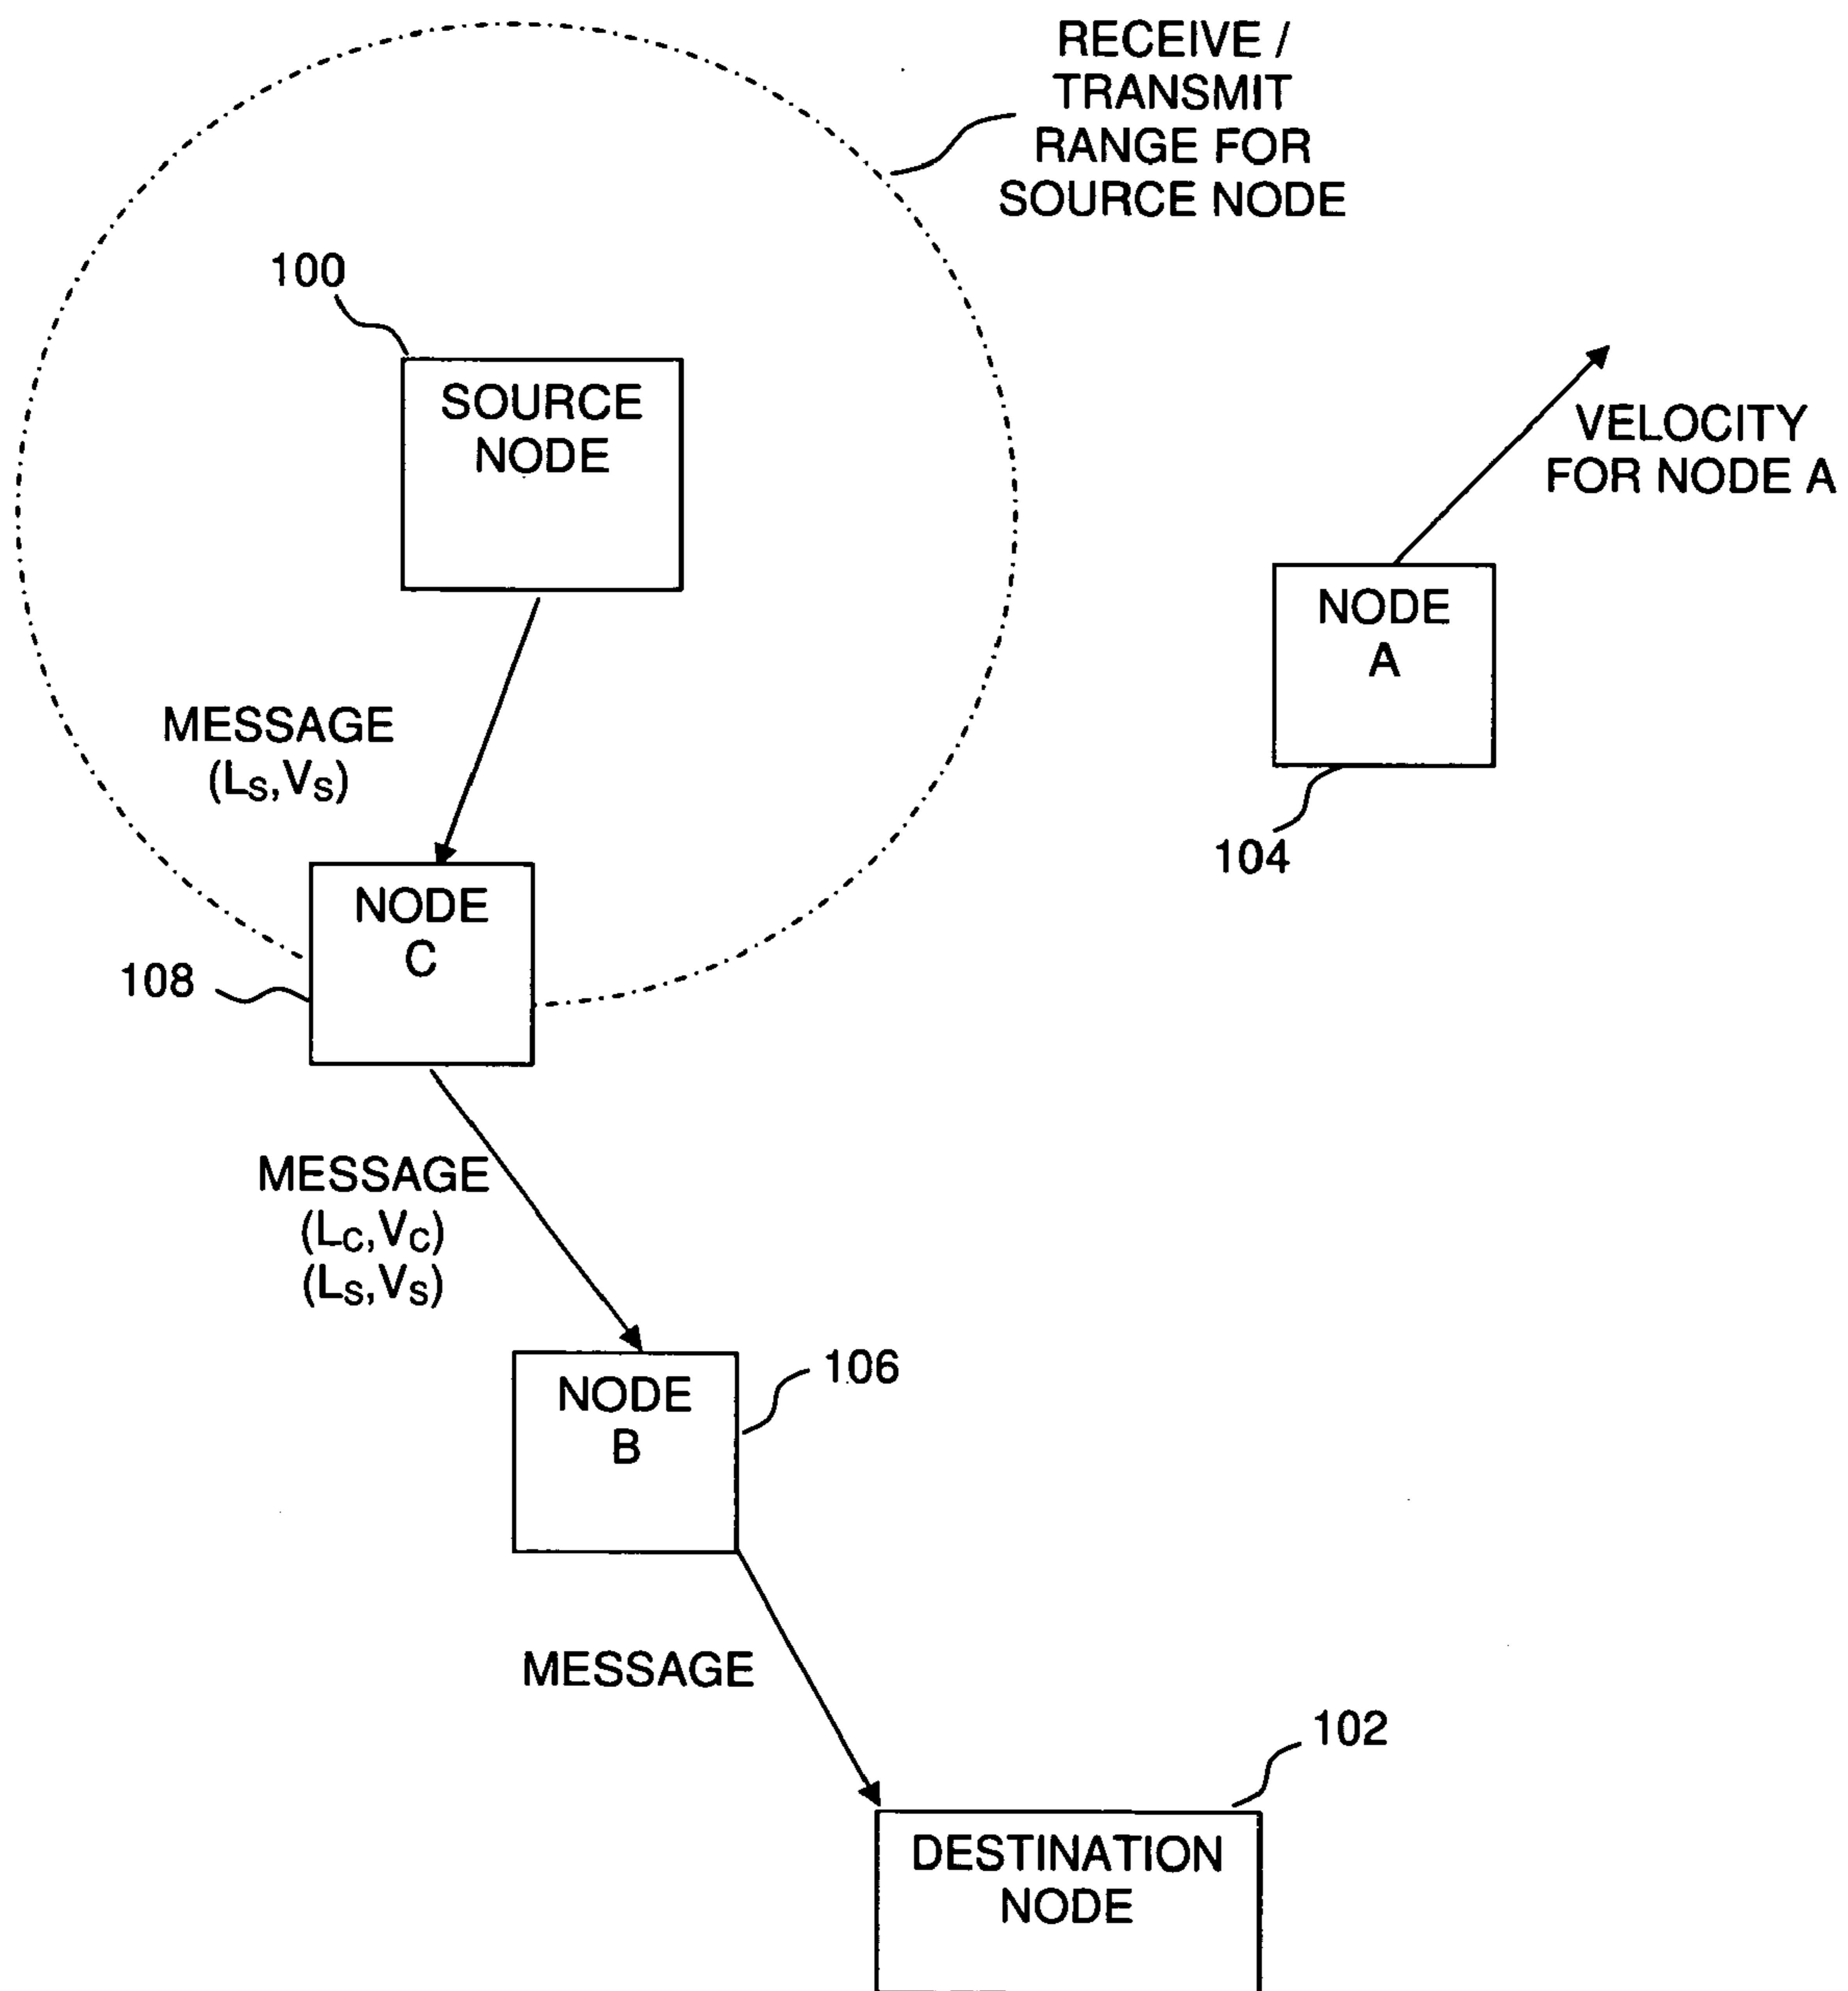 RECEIVE /
TRANSMIT
RANGE FOR
SOURCE NODE
100
SOURCE
NODE
VELOCITY
FOR NODE A
NODE
A
104
MESSAGE
(LS,VS)
NODE
C
108
MESSAGE
(LC,VC)
(LS,VS)
NODE
B
106
MESSAGE
102
DESTINATION
NODE